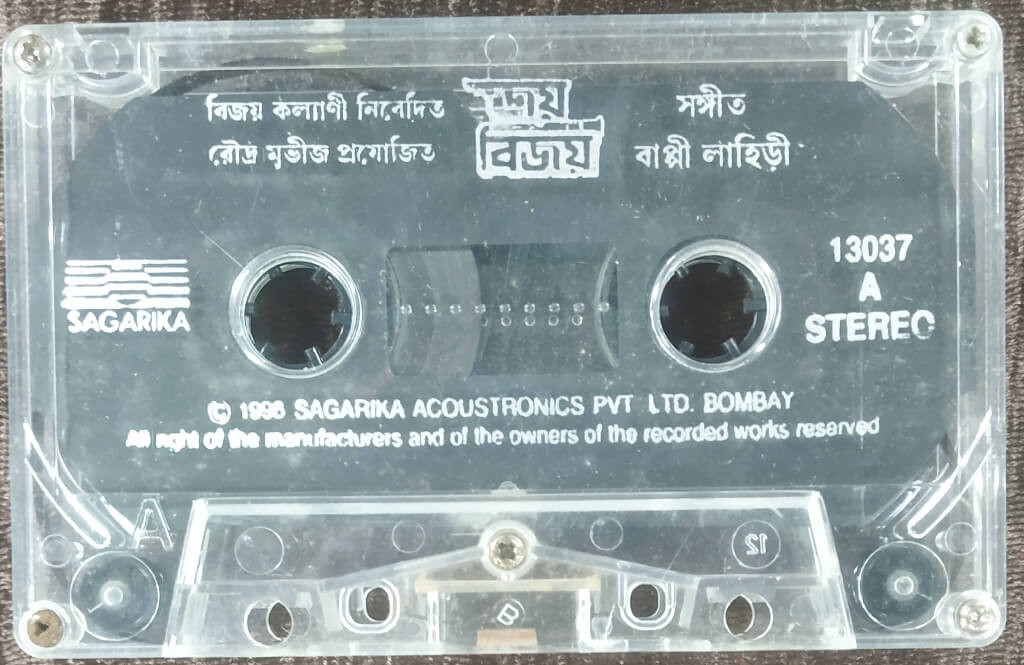 বিজয় কল্যাণী নিবেদিত
রৌদ্র মুভীজ প্রযোজিত
জয়
বিজয়
সঙ্গীত
বাপ্পী লাহিড়ী
SAGARIKA
13037
A
STEREO
© 1996 SAGARIKA ACOUSTRONICS PVT LTD. BOMBAY
All right of the manufacturers and of the owners of the recorded works reserved
A
12
B